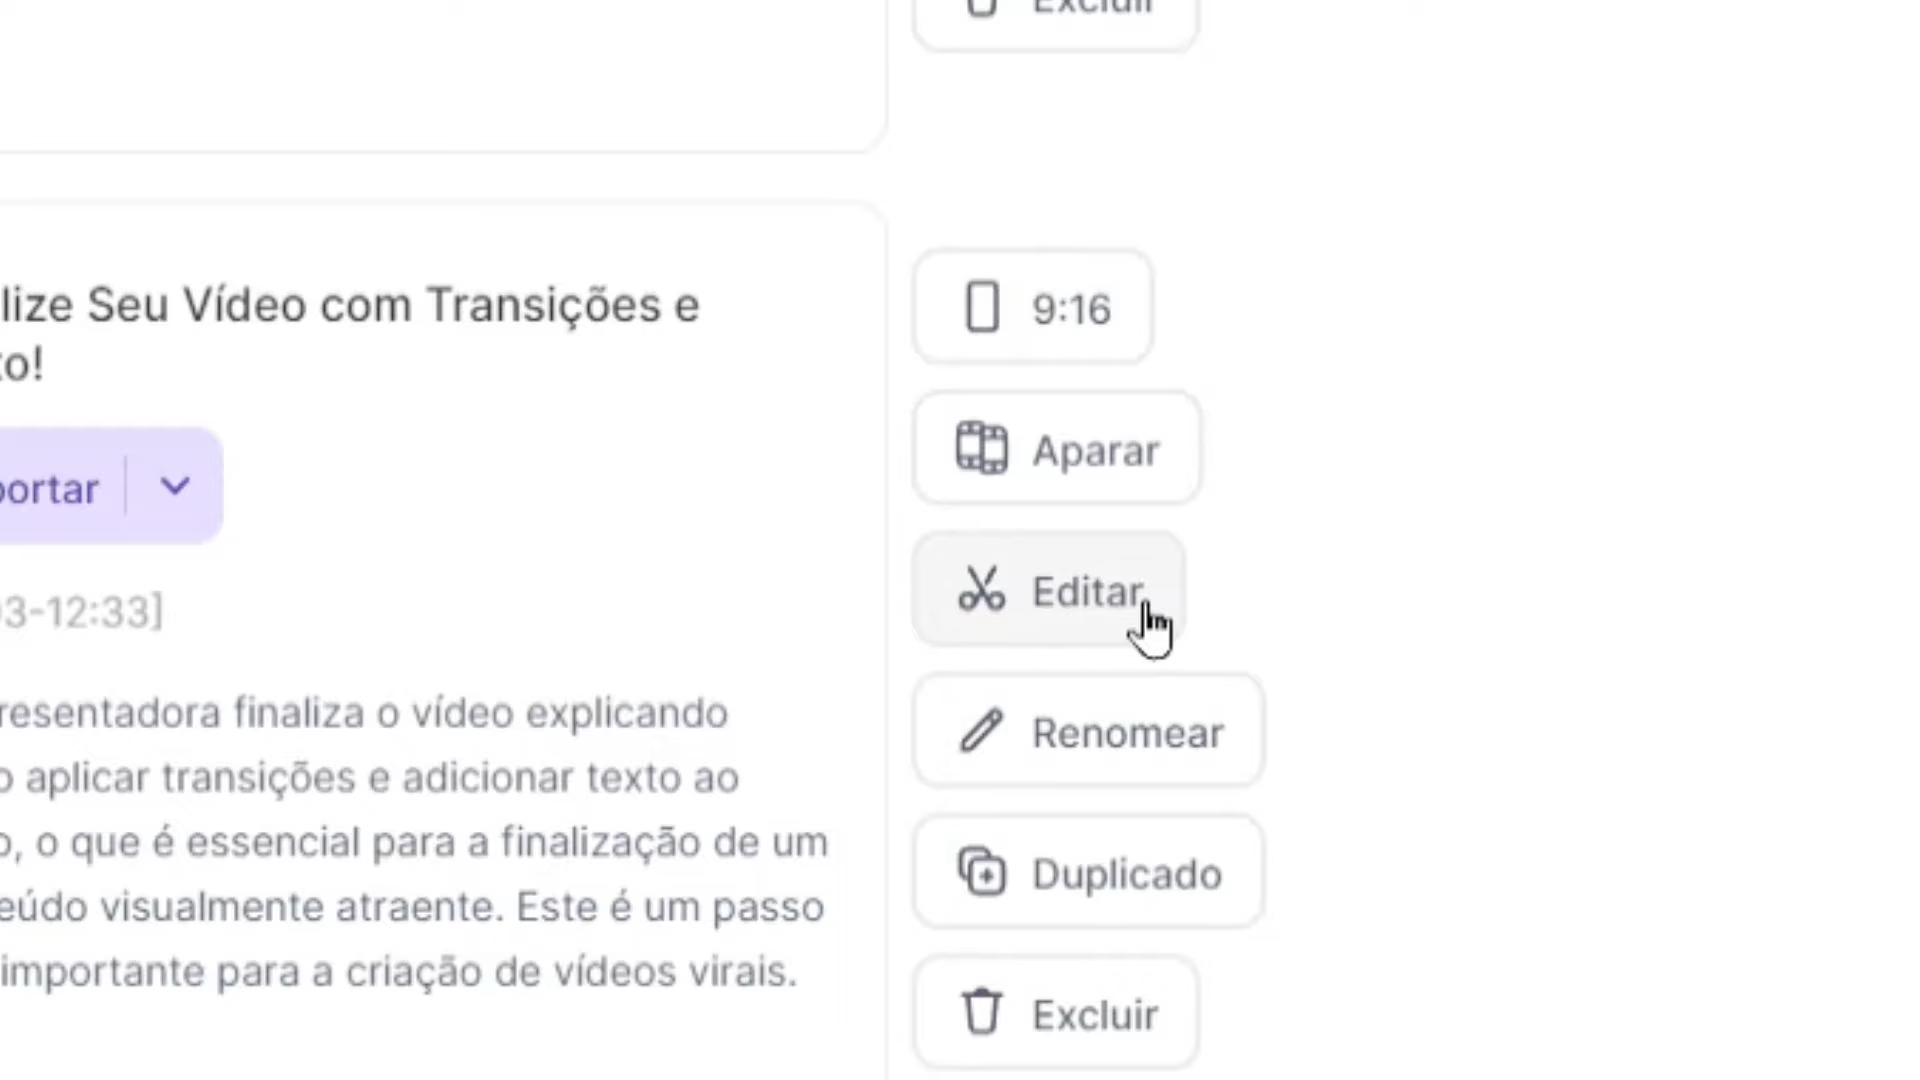 Excluir
lize Seu Vídeo com Transições e
to!
portar
3-12:33]
resentadora finaliza o vídeo explicando
o aplicar transições e adicionar texto ao
o, o que é essencial para a finalização de um
eúdo visualmente atraente. Este é um passo
importante para a criação de vídeos virais.
9:16
Aparar
Editar
Renomear
Duplicado
Excluir